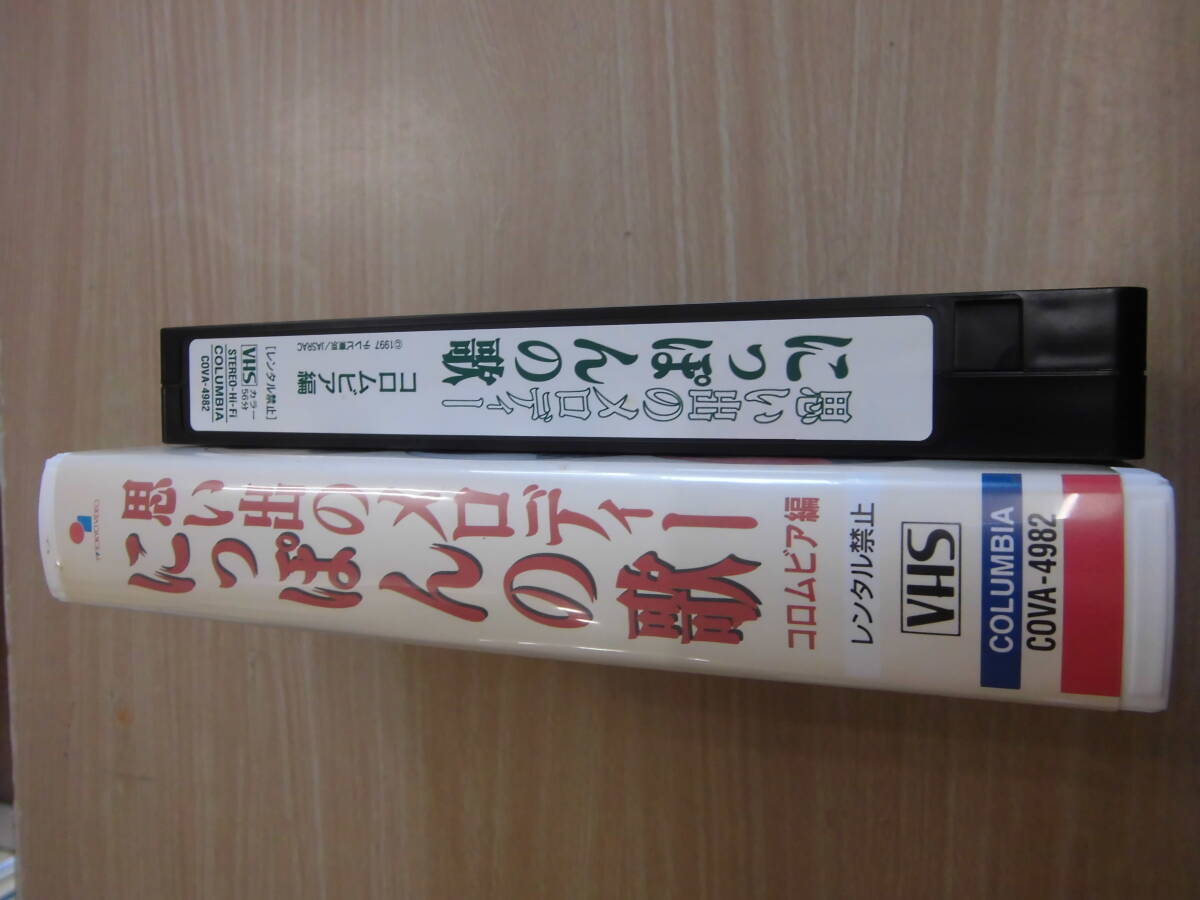 思い出のメロディー
にっぽんの歌
コロムビア編
©1997 テレビ東京/JASRAC
[レンタル禁止]
VHS カラー 56分
STEREO-Hi-Fi
COLUMBIA
COVA-4982
思い出のメロディー
にっぽんの歌
コロムビア編
レンタル禁止
VHS
COLUMBIA
COVA-4982